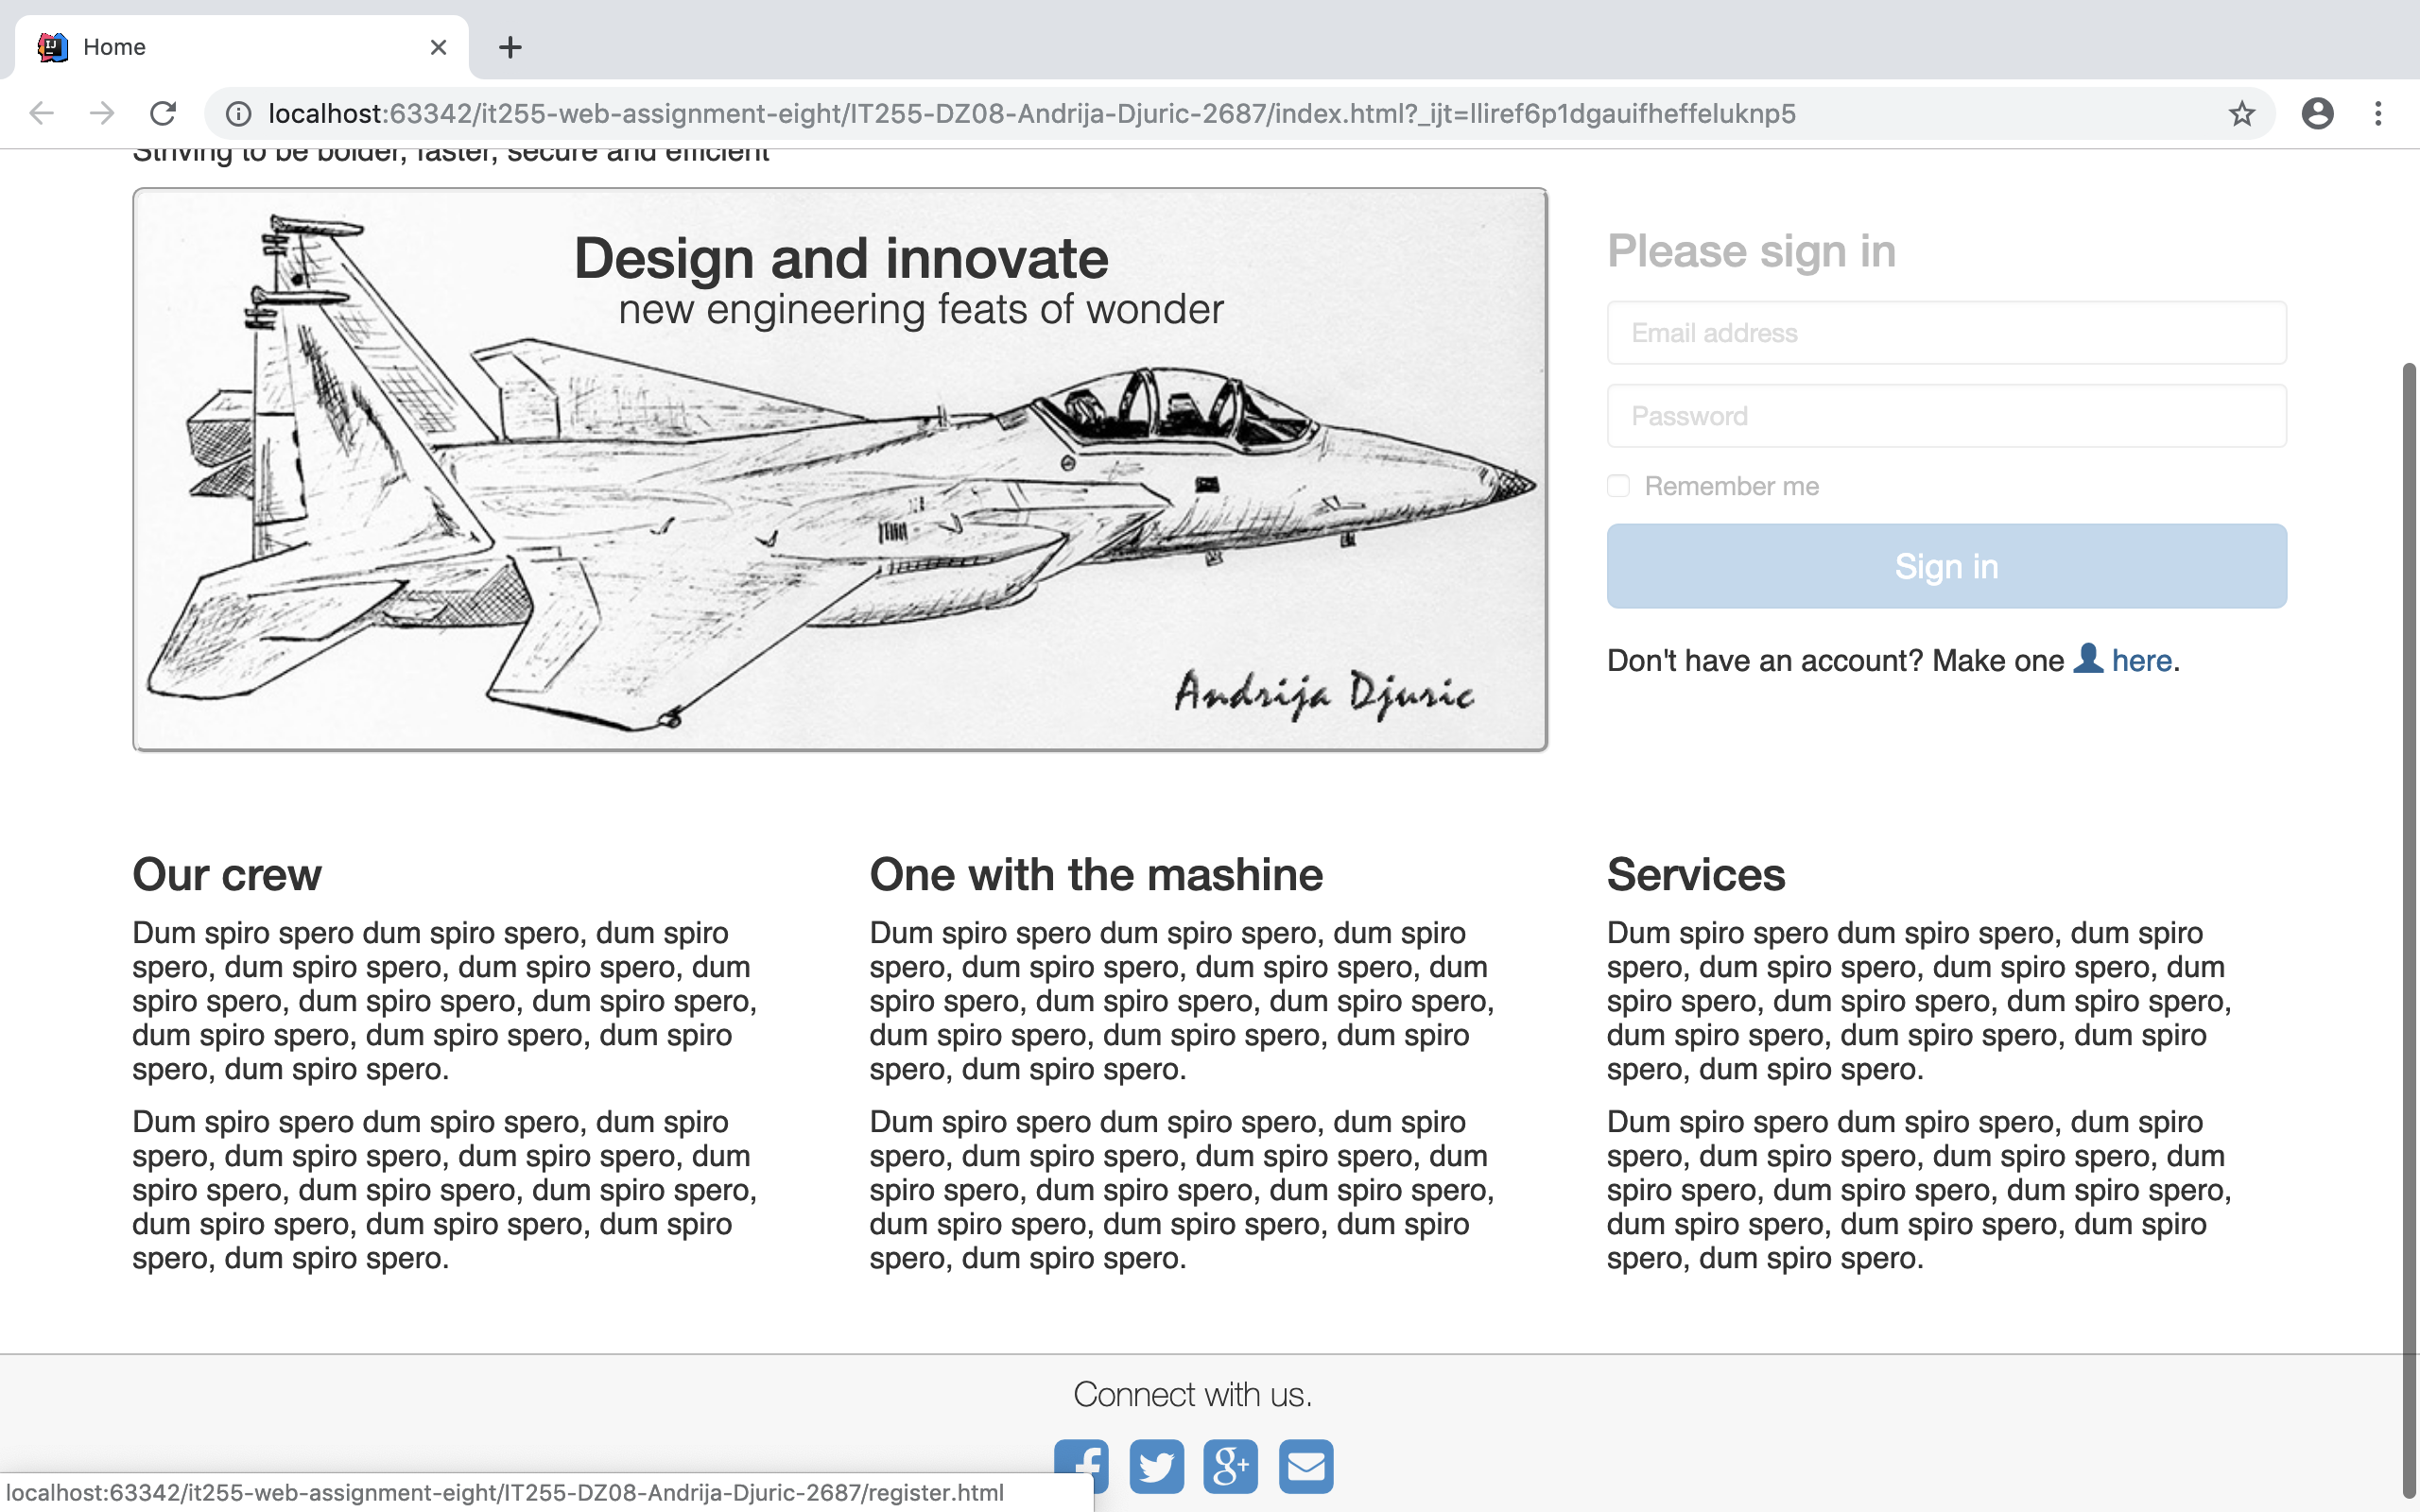 Home
localhost:63342/it255-web-assignment-eight/IT255-DZ08-Andrija-Djuric-2687/index.html?_ijt=lliref6p1dgauifheffeluknp5
Striving to be bolder, faster, secure and efficient
Design and innovate
new engineering feats of wonder
Andrija Djuric
Please sign in
Email address
Password
Remember me
Sign in
Don't have an account? Make one here.
Our crew
Dum spiro spero dum spiro spero, dum spiro
spero, dum spiro spero, dum spiro spero, dum
spiro spero, dum spiro spero, dum spiro spero,
dum spiro spero, dum spiro spero, dum spiro
spero, dum spiro spero.
Dum spiro spero dum spiro spero, dum spiro
spero, dum spiro spero, dum spiro spero, dum
spiro spero, dum spiro spero, dum spiro spero,
dum spiro spero, dum spiro spero, dum spiro
spero, dum spiro spero.
One with the mashine
Dum spiro spero dum spiro spero, dum spiro
spero, dum spiro spero, dum spiro spero, dum
spiro spero, dum spiro spero, dum spiro spero,
dum spiro spero, dum spiro spero, dum spiro
spero, dum spiro spero.
Dum spiro spero dum spiro spero, dum spiro
spero, dum spiro spero, dum spiro spero, dum
spiro spero, dum spiro spero, dum spiro spero,
dum spiro spero, dum spiro spero, dum spiro
spero, dum spiro spero.
Services
Dum spiro spero dum spiro spero, dum spiro
spero, dum spiro spero, dum spiro spero, dum
spiro spero, dum spiro spero, dum spiro spero,
dum spiro spero, dum spiro spero, dum spiro
spero, dum spiro spero.
Dum spiro spero dum spiro spero, dum spiro
spero, dum spiro spero, dum spiro spero, dum
spiro spero, dum spiro spero, dum spiro spero,
dum spiro spero, dum spiro spero, dum spiro
spero, dum spiro spero.
Connect with us.
localhost:63342/it255-web-assignment-eight/IT255-DZ08-Andrija-Djuric-2687/register.html